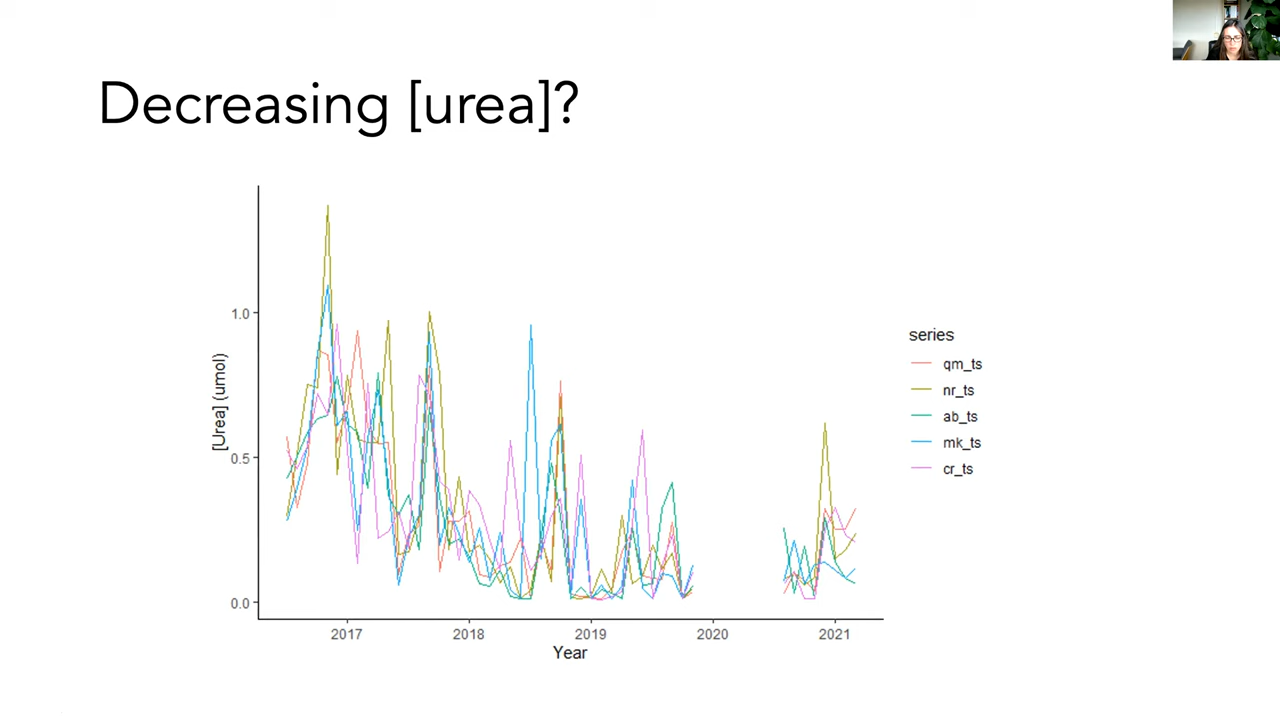 Decreasing [urea]?
1.0
0.5
0.0
[Urea] (umol)
2017 2018 2019 2020 2021
Year
series
qm_ts
nr_ts
ab_ts
mk_ts
cr_ts